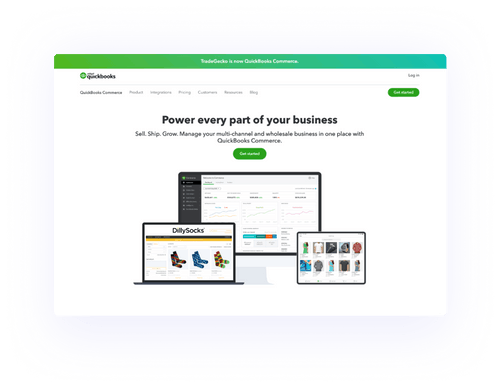 TradeGecko is now QuickBooks Commerce.
quickbooks
Log in
QuickBooks Commerce Product Integrations Pricing Customers Resources Blog Get started
Power every part of your business
Sell. Ship. Grow. Manage your multi-channel and wholesale business in one place with
QuickBooks Commerce.
Get started
DillySocks